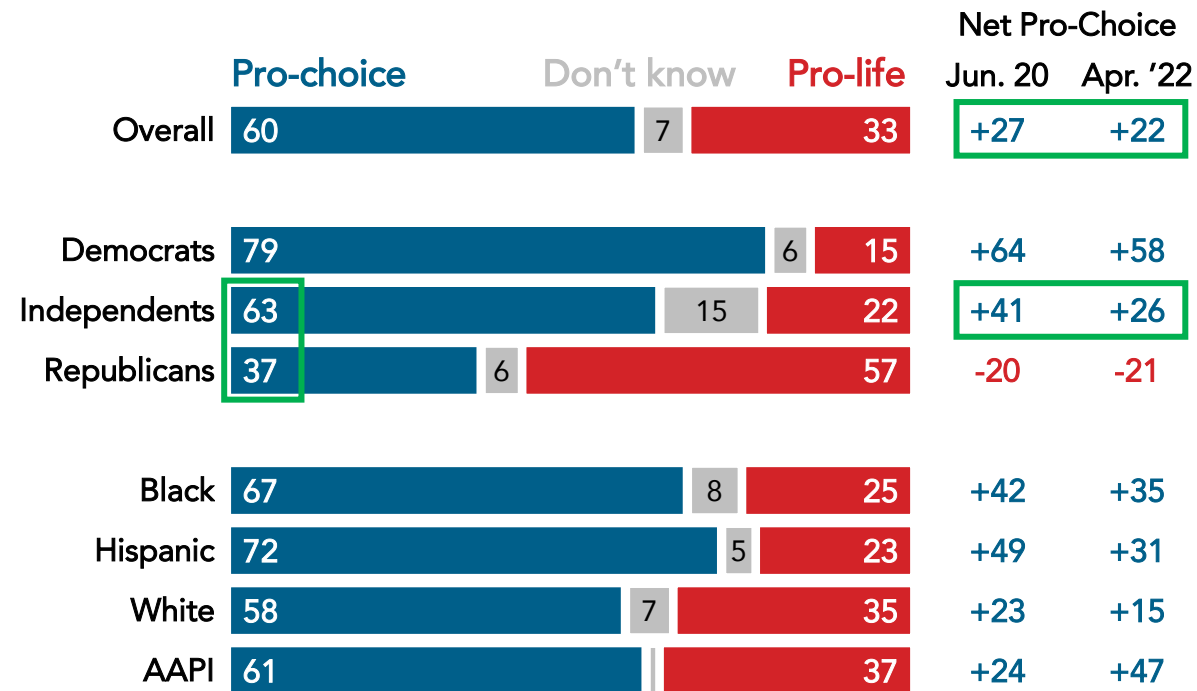 Net Pro-Choice
Pro-choice Don't know Pro-life Jun. 20 Apr. '22
Overall 60 7 33 +27 +22
Democrats 79 6 15 +64 +58
Independents 63 15 22 +41 +26
Republicans 37 6 57 -20 -21
Black 67 8 25 +42 +35
Hispanic 72 5 23 +49 +31
White 58 7 35 +23 +15
AAPI 61 37 +24 +47